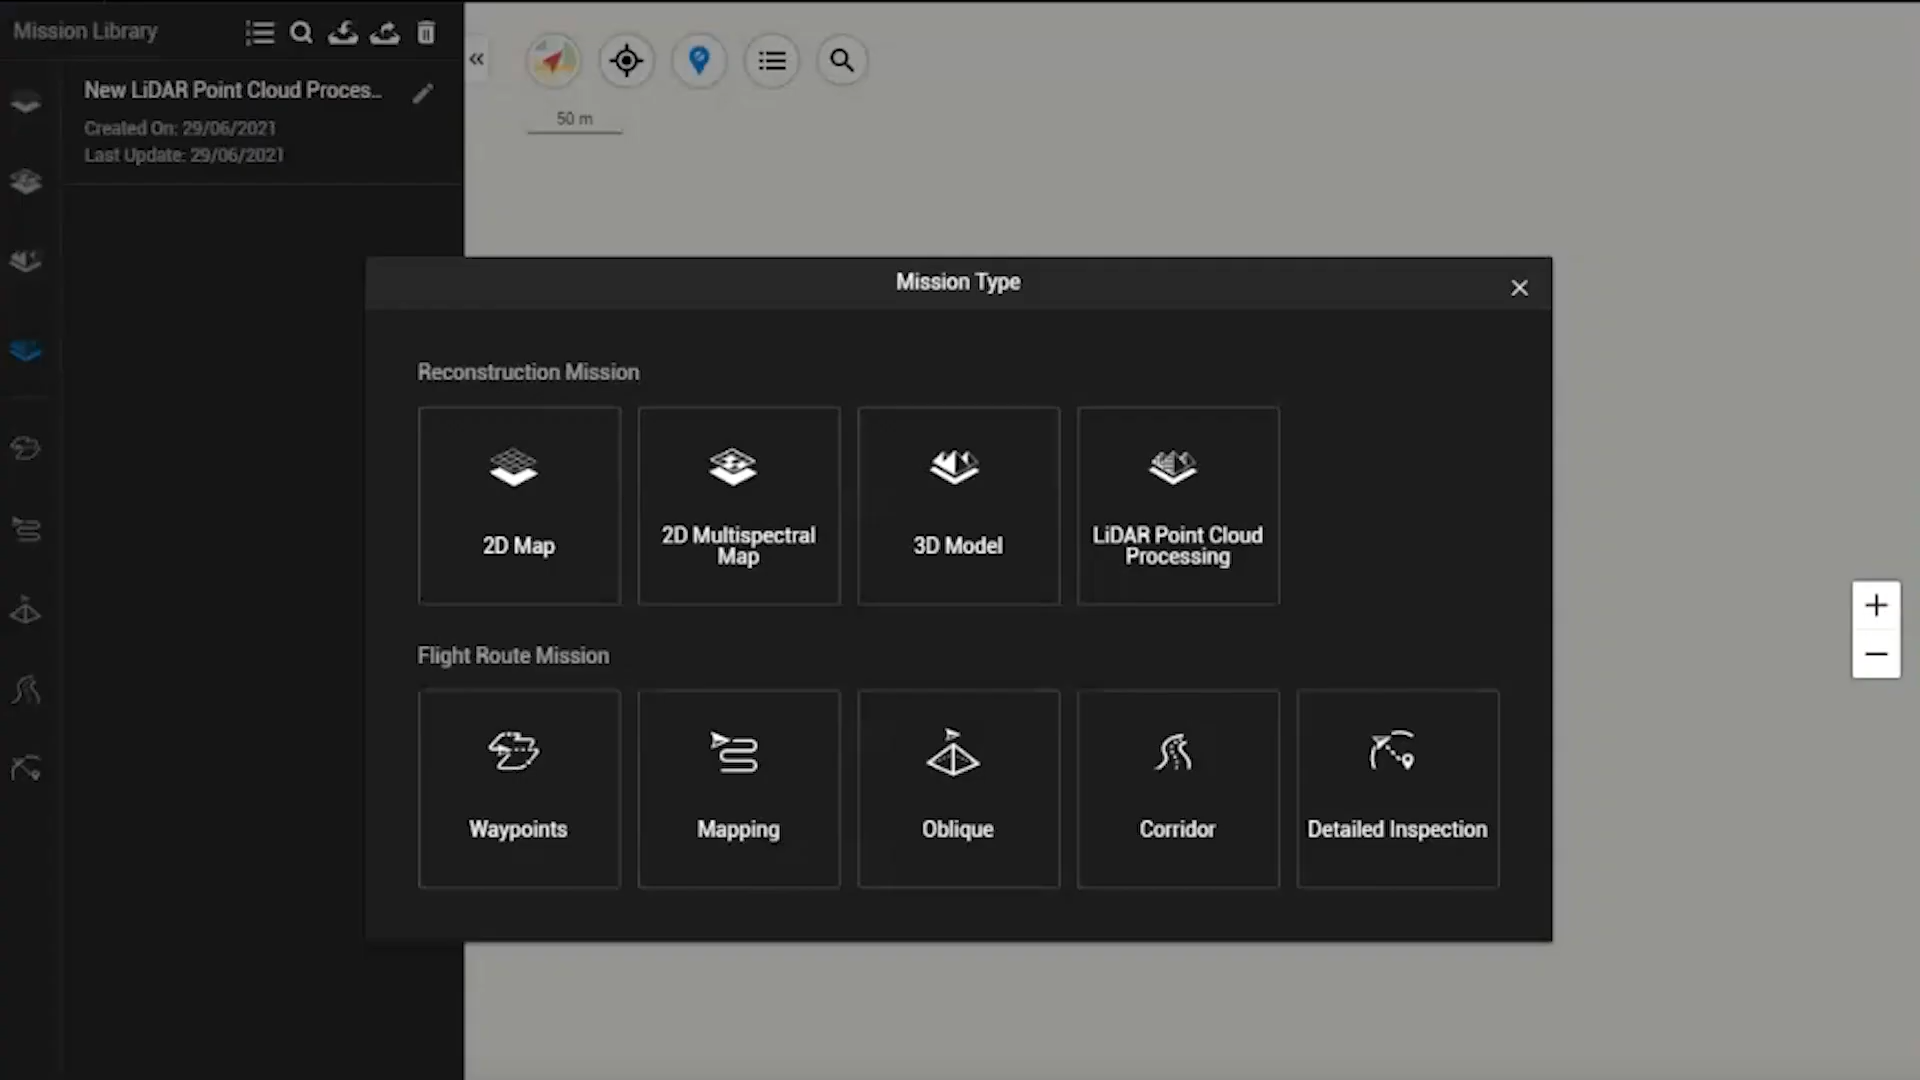 Mission Library
New LiDAR Point Cloud Proces...
Created On: 29/06/2021
Last Update: 29/06/2021
50 m
Mission Type
Reconstruction Mission
2D Map
2D Multispectral
Map
3D Model
LiDAR Point Cloud
Processing
Flight Route Mission
Waypoints
Mapping
Oblique
Corridor
Detailed Inspection